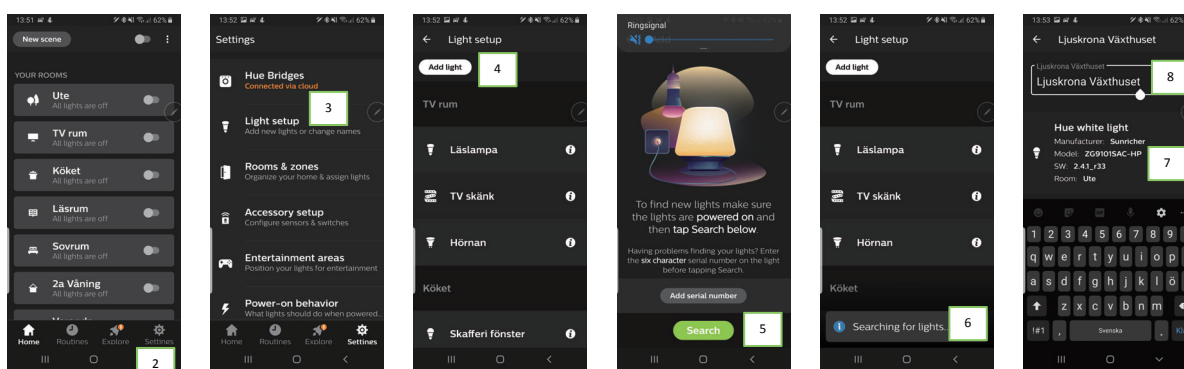 13:51
62%
New scene
YOUR ROOMS
Ute
All lights are off
TV rum
All lights are off
Köket
All lights are off
Läsrum
All lights are off
Sovrum
All lights are off
2a Våning
All lights are off
Home
Routines
Explore
Settings
2
13:52
62%
Settings
Hue Bridges
Connected via cloud
3
Light setup
Add new lights or change names
Rooms & zones
Organize your home & assign lights
Accessory setup
Configure sensors & switches
Entertainment areas
Position your lights for entertainment
Power-on behavior
What lights should do when powered...
Home
Routines
Explore
Settings
13:52
62%
Light setup
Add light
4
TV rum
Läslampa
TV skänk
Hörnan
Köket
Skafferi fönster
Ringsignal
To find new lights make sure
the lights are powered on and
then tap Search below.
Having problems finding your lights? Enter
the six character serial number on the light
before tapping Search.
Add serial number
Search
5
13:52
62%
Light setup
Add light
TV rum
Läslampa
TV skänk
Hörnan
Köket
Searching for lights..
6
13:53
62%
Ljuskrona Växthuset
Ljuskrona Växthuset
Ljuskrona Växthuset
8
Hue white light
Manufacturer: Sunricher
Model: ZG9101SAC-HP
SW: 2.4.1_r33
Room: Ute
7
1 2 3 4 5 6 7 8 9
q w e r t y u i o p
a s d f g h j k l ö
z x c v b n m
!#1 , Svenska .